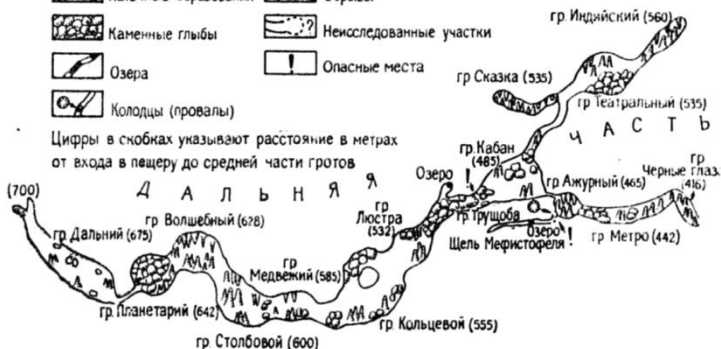 Каменные глыбы
Неисследованные участки
Озера
! Опасные места
Колодцы (провалы)
Цифры в скобках указывают расстояние в метрах
от входа в пещеру до средней части гротов
гр. Индийский (560)
гр Сказка (535)
гр Театральный (535)
ЧАСТЬ
гр. Кабан
(485)
ДАЛЬНЯЯ
Озеро
!
гр
Черные глаз.
(416)
гр Ажурный (465)
(700)
гр
Люстра
(532)
гр. Трущоба
гр Волшебный (628)
озеро
Щель Мефистофеля !
гр Метро (442)
гр. Дальний (675)
гр
Медвежий (585)
гр. Планетарий (642)
гр. Кольцевой (555)
гр. Столбовой (600)